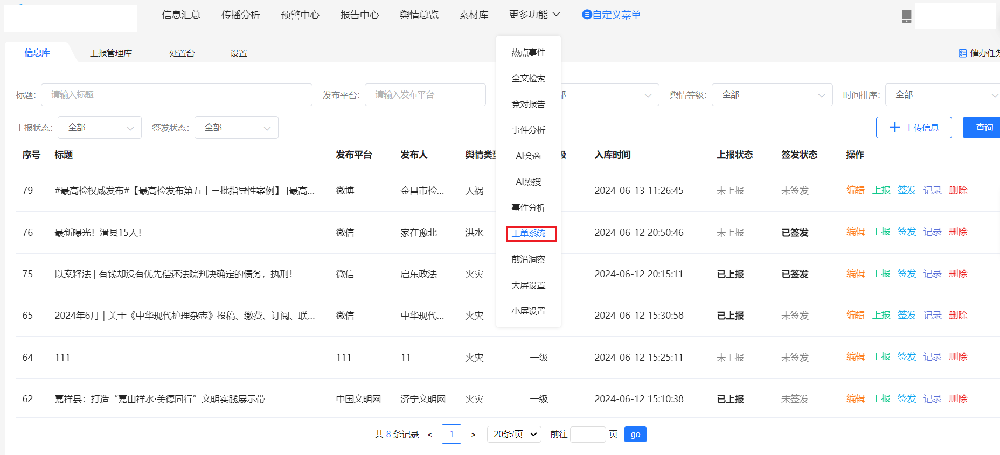 信息汇总 传播分析 预警中心 报告中心 舆情总览 素材库 更多功能 自定义菜单
信息库 上报管理库 处置台 设置 催办任务
热点事件
全文检索
竞对报告
事件分析
AI会商
AI热搜
事件分析
工单系统
前沿洞察
大屏设置
小屏设置
标题: 请输入标题 发布平台: 请输入发布平台 部 舆情等级: 全部 时间排序: 全部
上报状态: 全部 签发状态: 全部 上传信息 查询
序号 标题 发布平台 发布人 舆情类型 级 入库时间 上报状态 签发状态 操作
79 #最高检权威发布#【最高检发布第五十三批指导性案例】 [最高... 微博 金昌市检... 人祸 2024-06-13 11:26:45 未上报 未签发 编辑 上报 签发 记录 删除
76 最新曝光！滑县15人！ 微信 家在豫北 洪水 2024-06-12 20:50:46 未上报 已签发 编辑 上报 签发 记录 删除
75 以案释法 | 有钱却没有优先偿还法院判决确定的债务，执刑！ 微信 启东政法 火灾 2024-06-12 20:15:11 已上报 已签发 编辑 上报 签发 记录 删除
65 2024年6月 | 关于《中华现代护理杂志》投稿、缴费、订阅、联... 微信 中华现代... 火灾 2024-06-12 15:30:58 已上报 未签发 编辑 上报 签发 记录 删除
64 111 111 11 火灾 一级 2024-06-12 15:25:11 未上报 未签发 编辑 上报 签发 记录 删除
62 嘉祥县：打造“嘉山祥水·美德同行”文明实践展示带 中国文明网 济宁文明网 火灾 一级 2024-06-12 15:10:38 已上报 未签发 编辑 上报 签发 记录 删除
共 8 条记录 < 1 > 20条/页 前往 页 go